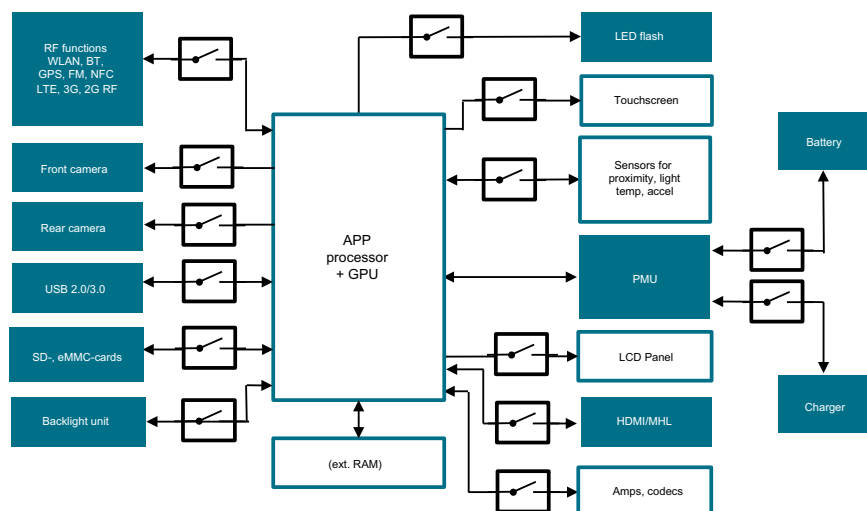 RF functions
WLAN, BT,
GPS, FM, NFC
LTE, 3G, 2G RF
Front camera
Rear camera
USB 2.0/3.0
SD-, eMMC-cards
Backlight unit
APP
processor
+ GPU
(ext. RAM)
LED flash
Touchscreen
Sensors for
proximity, light
temp, accel
PMU
LCD Panel
HDMI/MHL
Amps, codecs
Battery
Charger